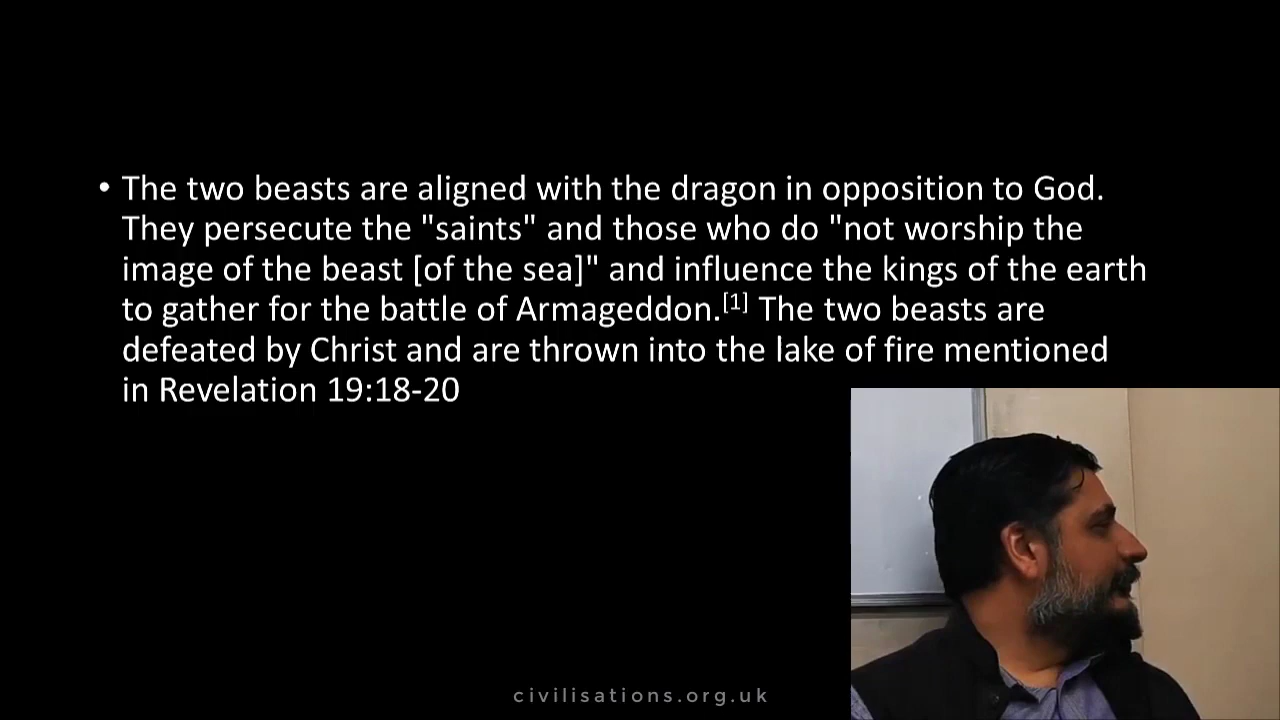 • The two beasts are aligned with the dragon in opposition to God.
They persecute the "saints" and those who do "not worship the
image of the beast [of the sea]" and influence the kings of the earth
to gather for the battle of Armageddon.[1] The two beasts are
defeated by Christ and are thrown into the lake of fire mentioned
in Revelation 19:18-20
civilisations.org.uk